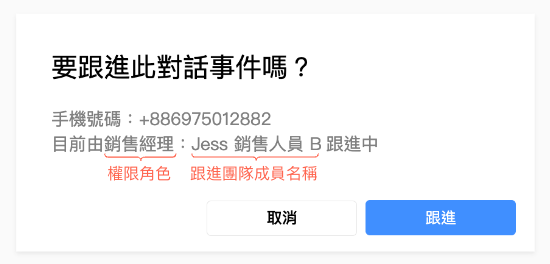 要跟進此對話事件嗎？
手機號碼：+886975012882
目前由銷售經理：Jess 銷售人員 B 跟進中
權限角色 跟進團隊成員名稱
取消 跟進